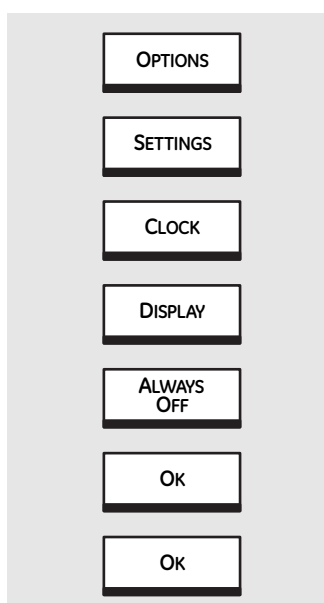 OPTIONS
SETTINGS
CLOCK
DISPLAY
ALWAYS
OFF
OK
OK